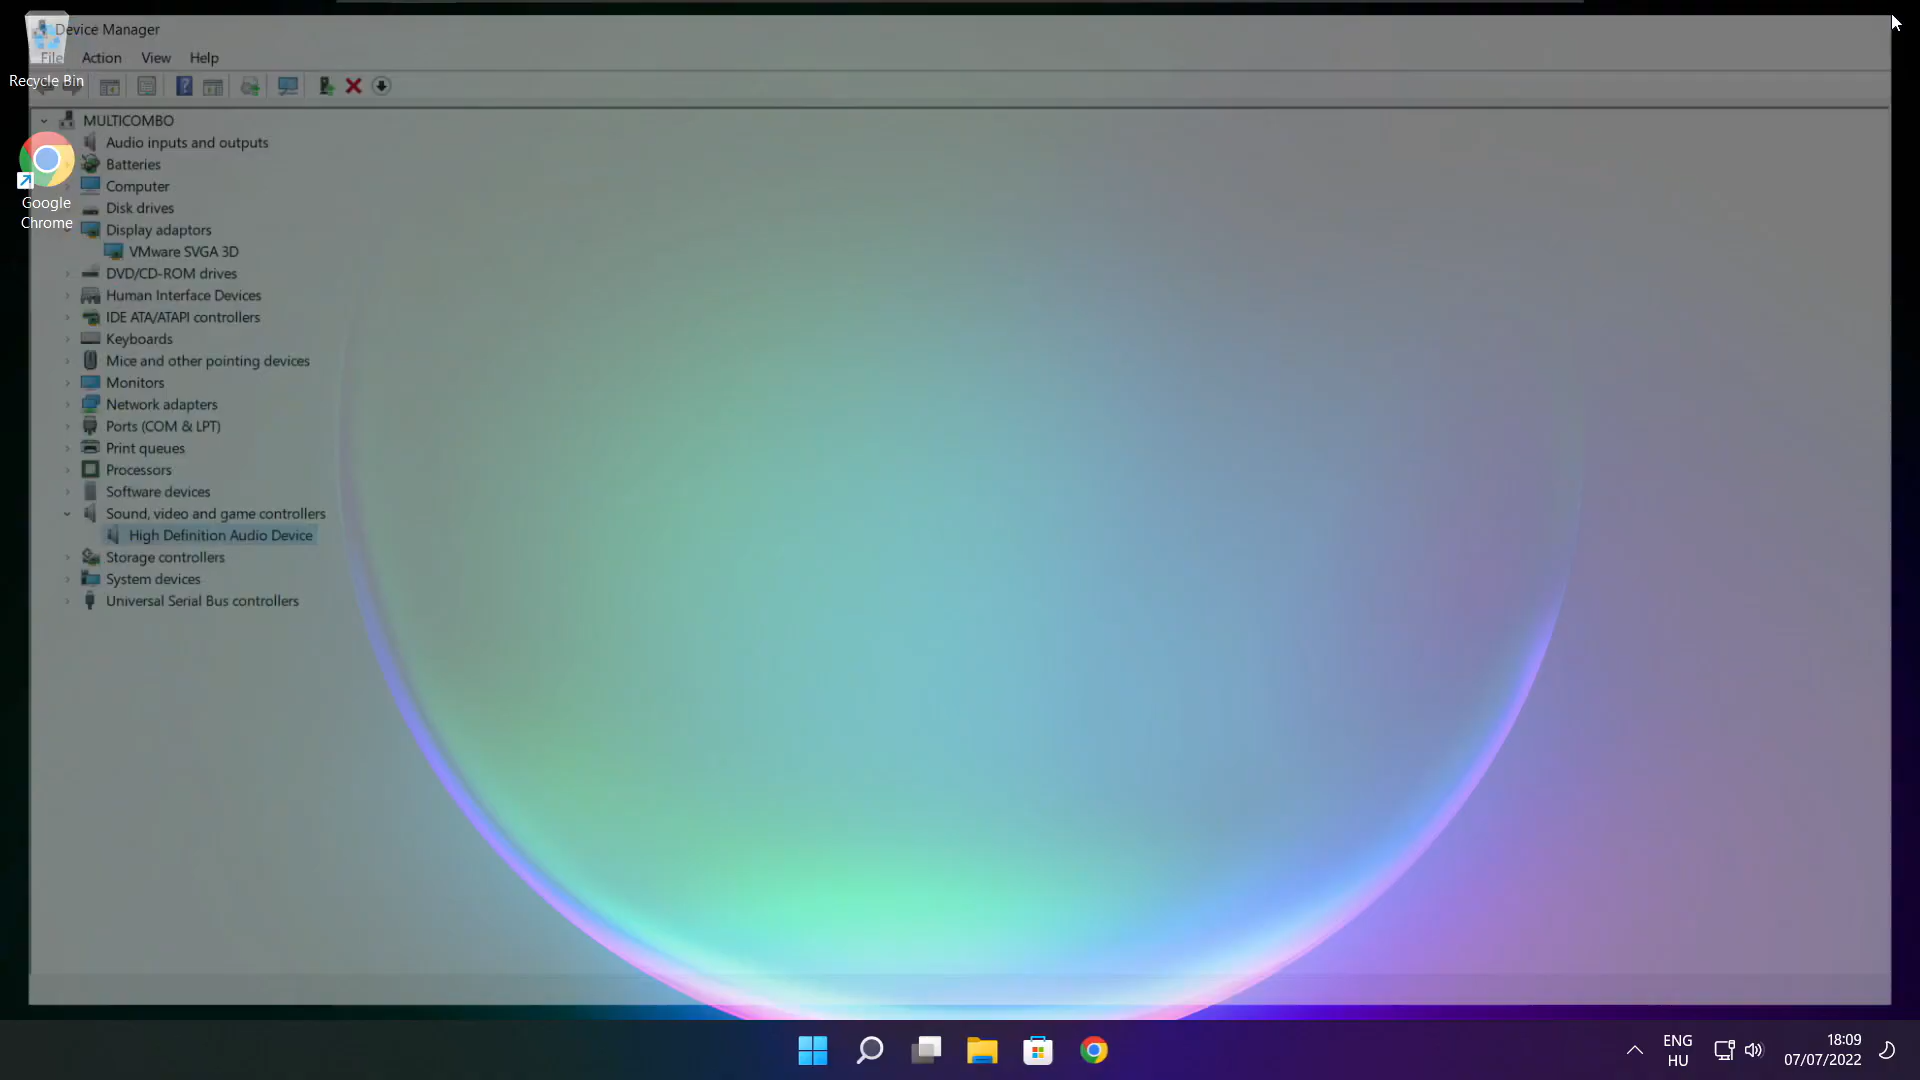 Device Manager
File Action View Help
Recycle Bin
MULTICOMBO
Audio inputs and outputs
Batteries
Computer
Google
Chrome
Disk drives
Display adaptors
VMware SVGA 3D
DVD/CD-ROM drives
Human Interface Devices
IDE ATA/ATAPI controllers
Keyboards
Mice and other pointing devices
Monitors
Network adapters
Ports (COM & LPT)
Print queues
Processors
Software devices
Sound, video and game controllers
High Definition Audio Device
Storage controllers
System devices
Universal Serial Bus controllers
ENG
HU
18:09
07/07/2022